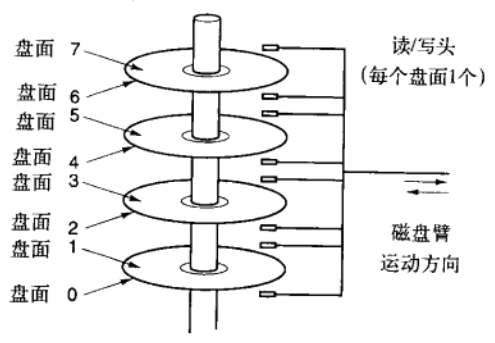 盘面 7
盘面 6
盘面 5
盘面 4
盘面 3
盘面 2
盘面 1
盘面 0
读/写头
(每个盘面1个)
磁盘臂
运动方向